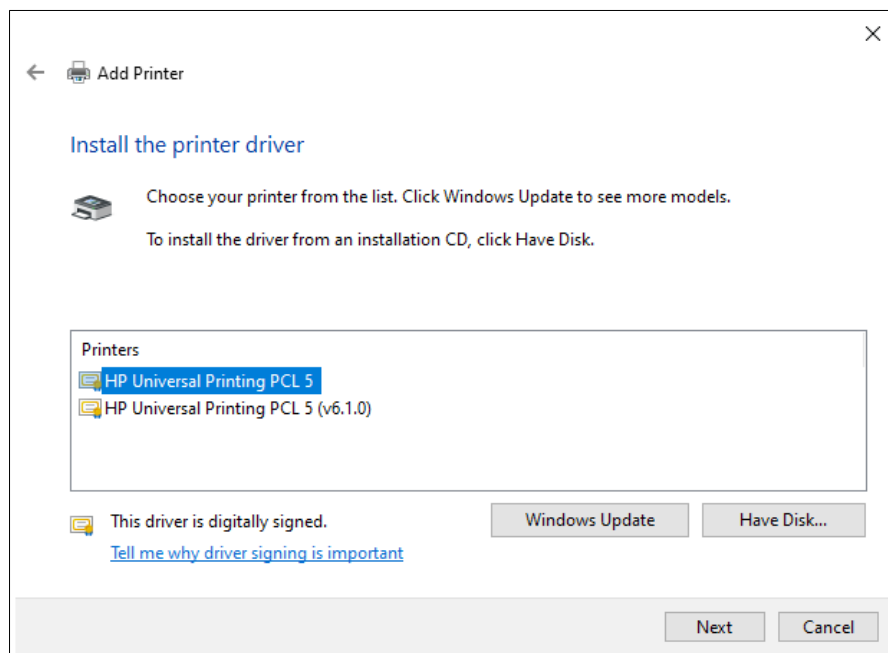 Add Printer
Install the printer driver
Choose your printer from the list. Click Windows Update to see more models.
To install the driver from an installation CD, click Have Disk.
Printers
HP Universal Printing PCL 5
HP Universal Printing PCL 5 (v6.1.0)
This driver is digitally signed.
Windows Update
Have Disk...
Tell me why driver signing is important
Next
Cancel